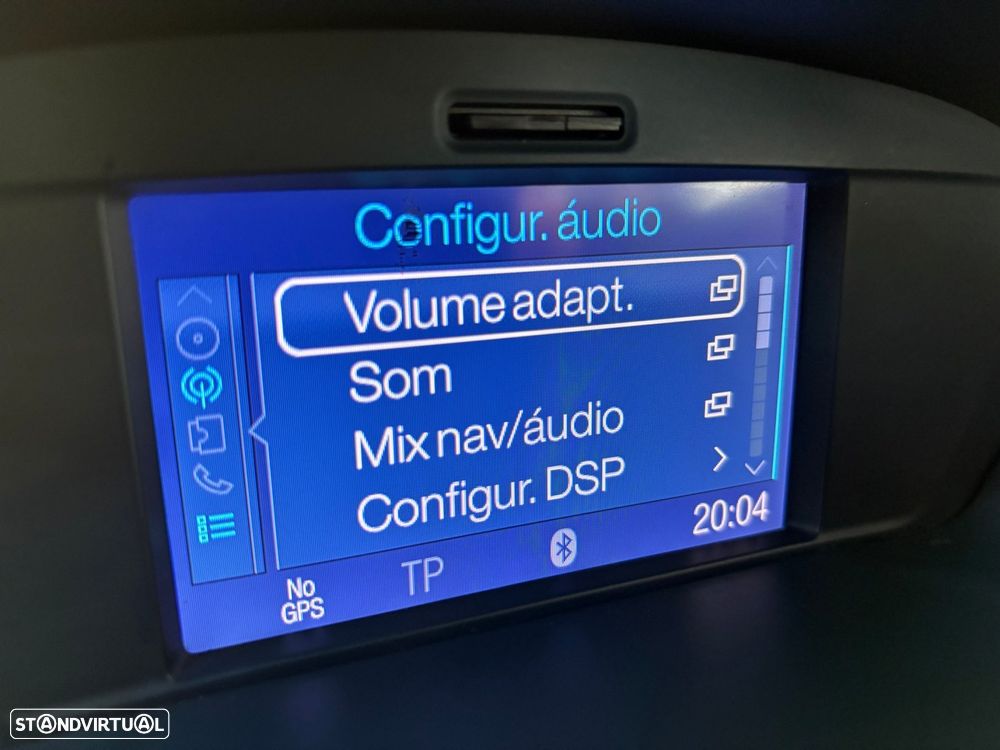 Configur. áudio
Volume adapt.
Som
Mix nav/áudio
Configur. DSP
20:04
No
GPS
TP
STANDVIRTUAL